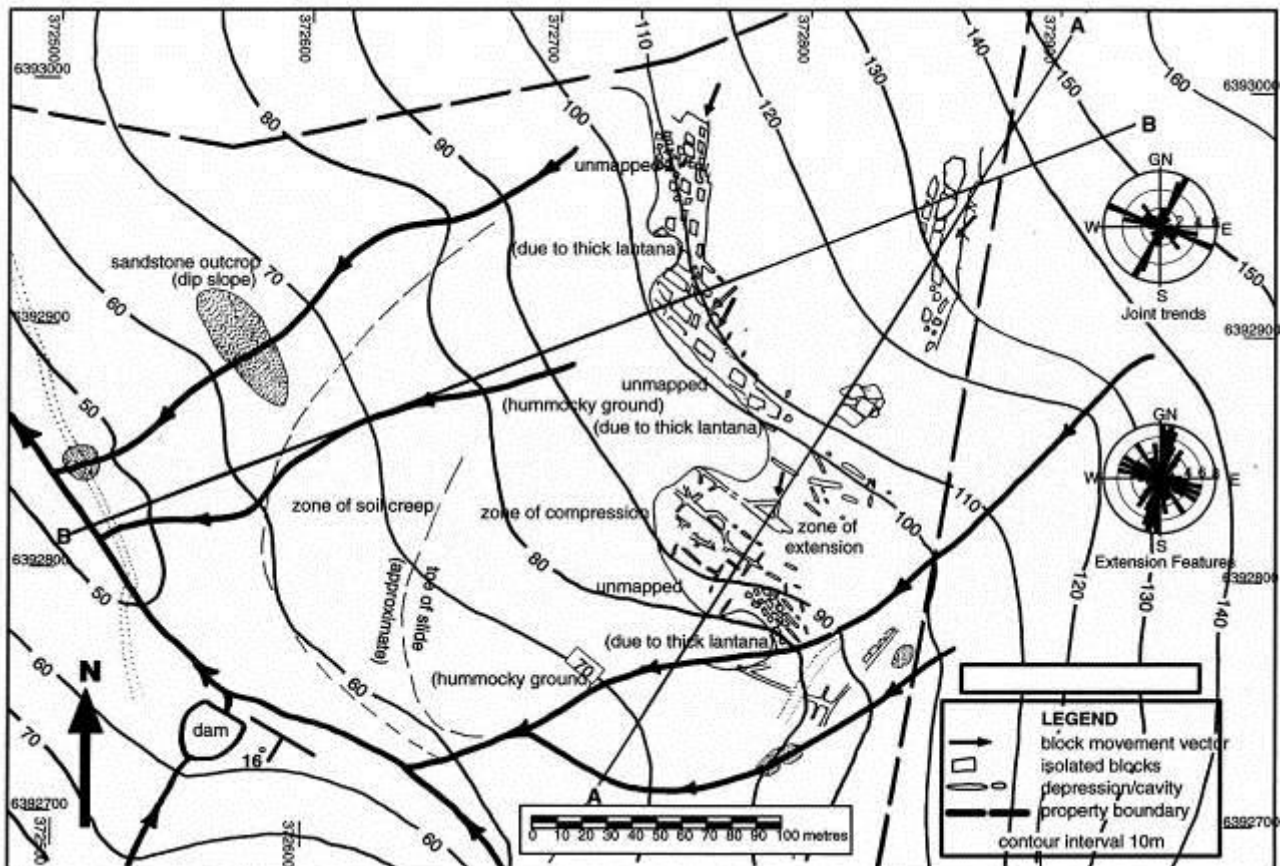 372500
372600
372700
110
372800
140
372900
A
6393000
6393000
80
90
100
120
130
150
160
B
GN
W
E
S
Joint trends
unmapped
(due to thick lantana)
sandstone outcrop
(dip slope)
70
60
150
6392900
6392900
50
unmapped
(hummocky ground)
(due to thick lantana)
GN
W
E
S
Extension Features
110
100
zone of soil creep
zone of compression
zone of
extension
B
6392800
6392800
50
80
unmapped
toe of slide
(approximate)
90
120
130
140
(due to thick lantana)
70
(hummocky ground)
60
60
N
dam
16°
70
6392700
6392700
A
60
60
372500
372600
0 10 20 30 40 50 60 70 80 90 100 metres
LEGEND
block movement vector
isolated blocks
depression/cavity
property boundary
contour interval 10m